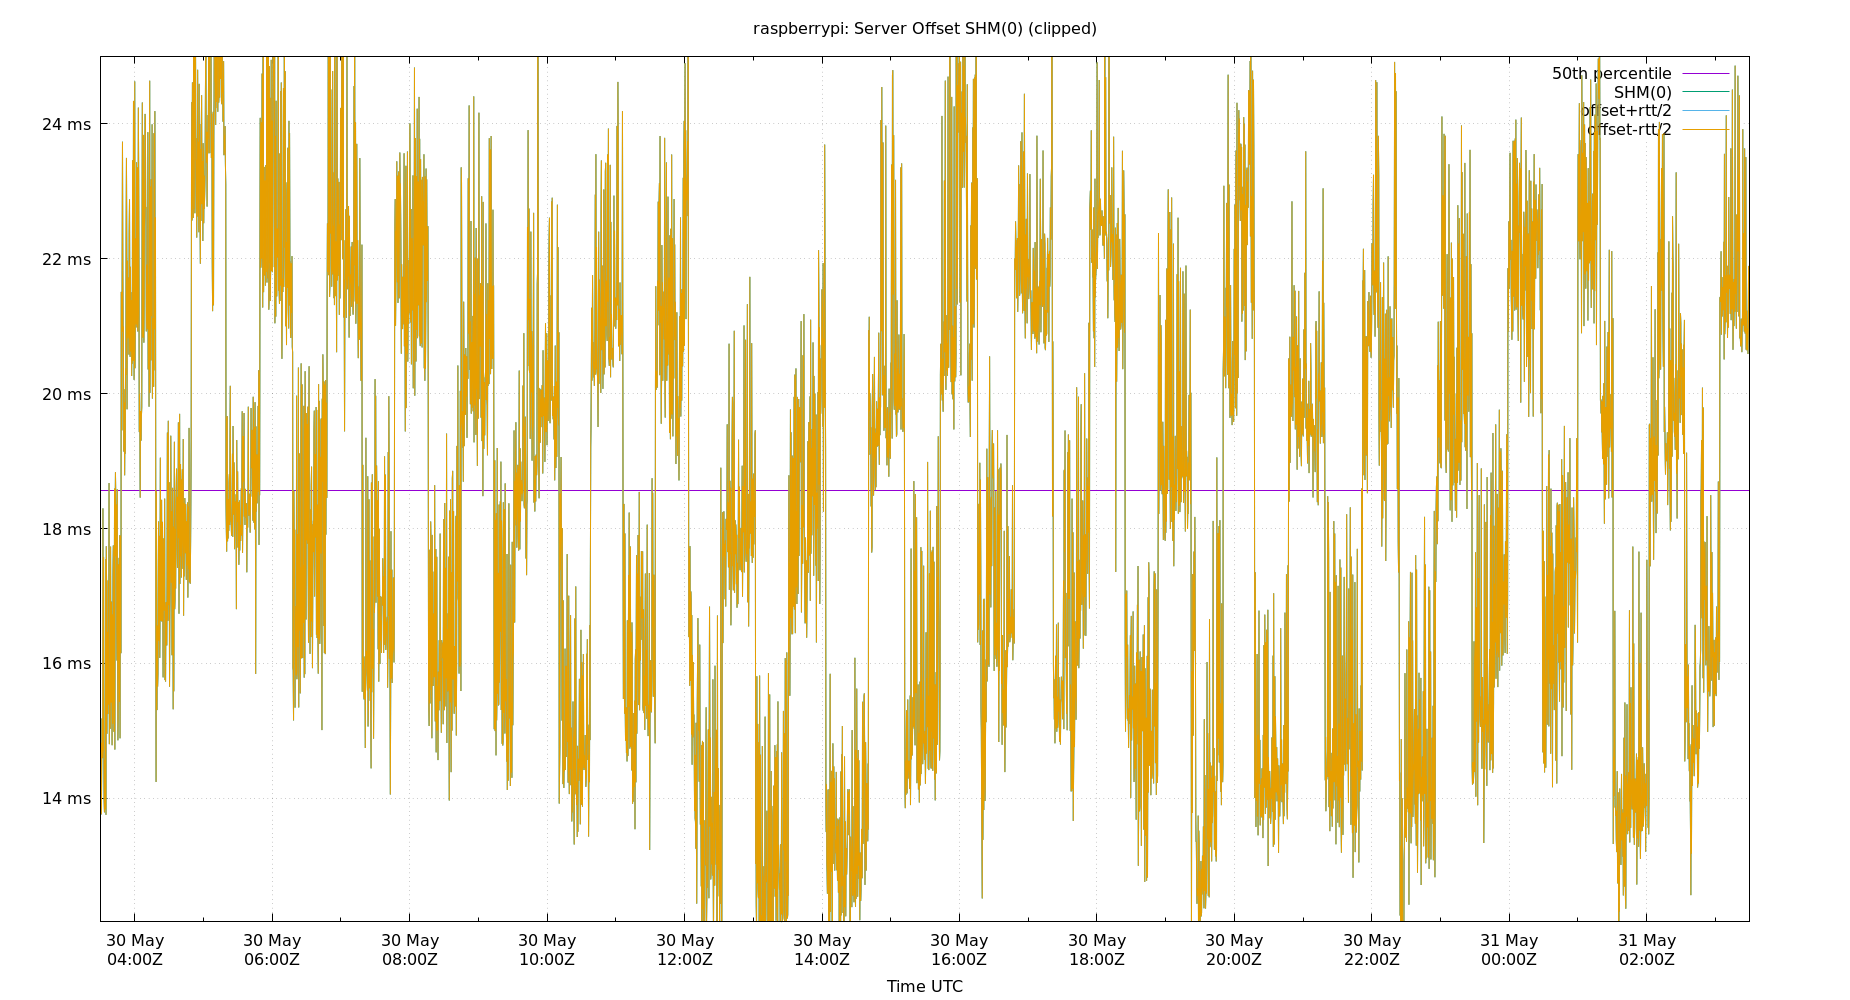 raspberrypi: Server Offset SHM(0) (clipped)
50th percentile
SHM(0)
offset+rtt/2
offset-rtt/2
24 ms
22 ms
20 ms
18 ms
16 ms
14 ms
30 May 30 May 30 May 30 May 30 May 30 May 30 May 30 May 30 May 30 May 31 May 31 May
04:00Z 06:00Z 08:00Z 10:00Z 12:00Z 14:00Z 16:00Z 18:00Z 20:00Z 22:00Z 00:00Z 02:00Z
Time UTC